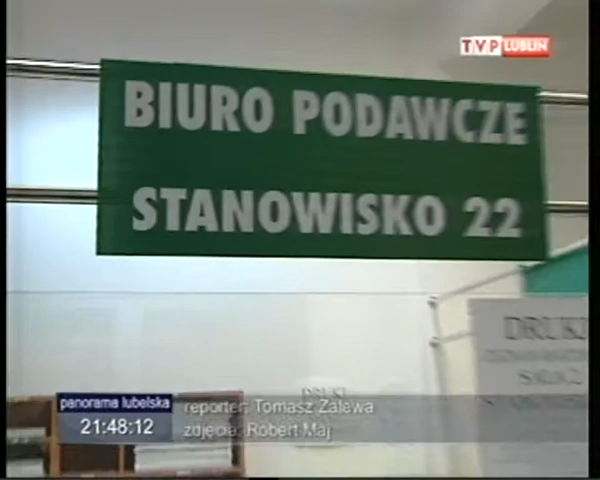 TVP LUBLIN
BIURO PODAWCZE
STANOWISKO 22
DRUKI
panorama lubelska
21:48:12
reporter: Tomasz Zalewa
zdjęcia: Robert Maj